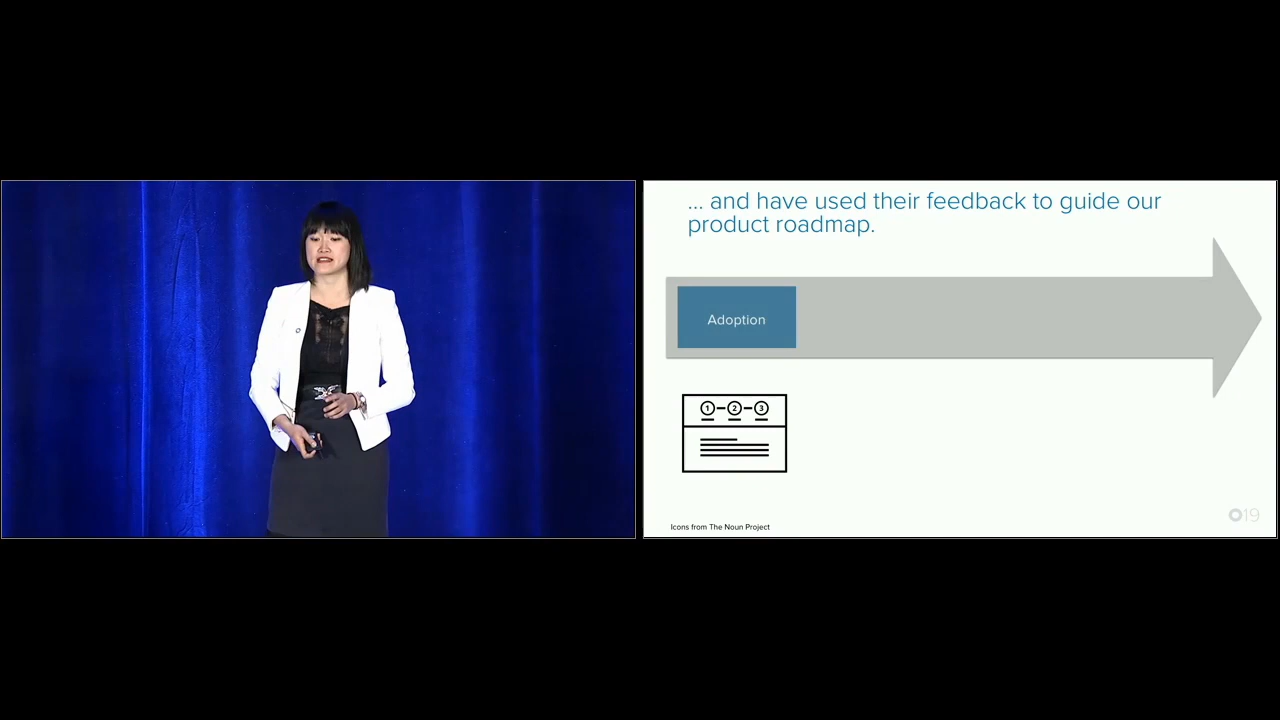 ... and have used their feedback to guide our
product roadmap.
Adoption
1 2 3
Icons from The Noun Project
19